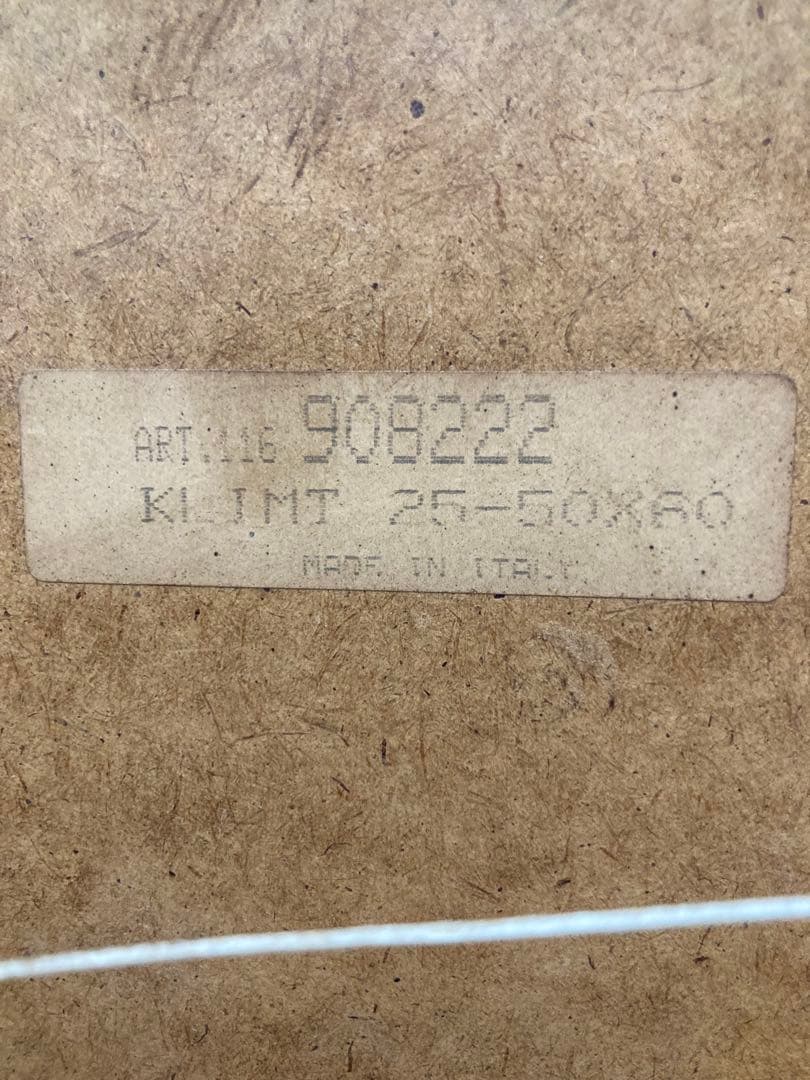 ART.116 908222
KLIMT 25-50X60
MADE IN ITALY